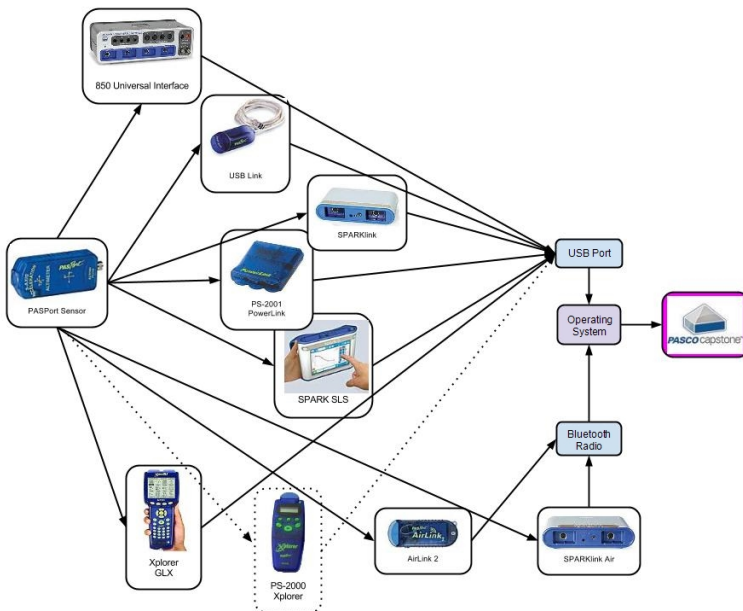 850 Universal Interface
USB Link
SPARKlink
PASPort Sensor
PS-2001
PowerLink
USB Port
Operating
System
PASCO capstone
SPARK SLS
Bluetooth
Radio
Xplorer
GLX
PS-2000
Xplorer
AirLink 2
AirLink
SPARKlink Air